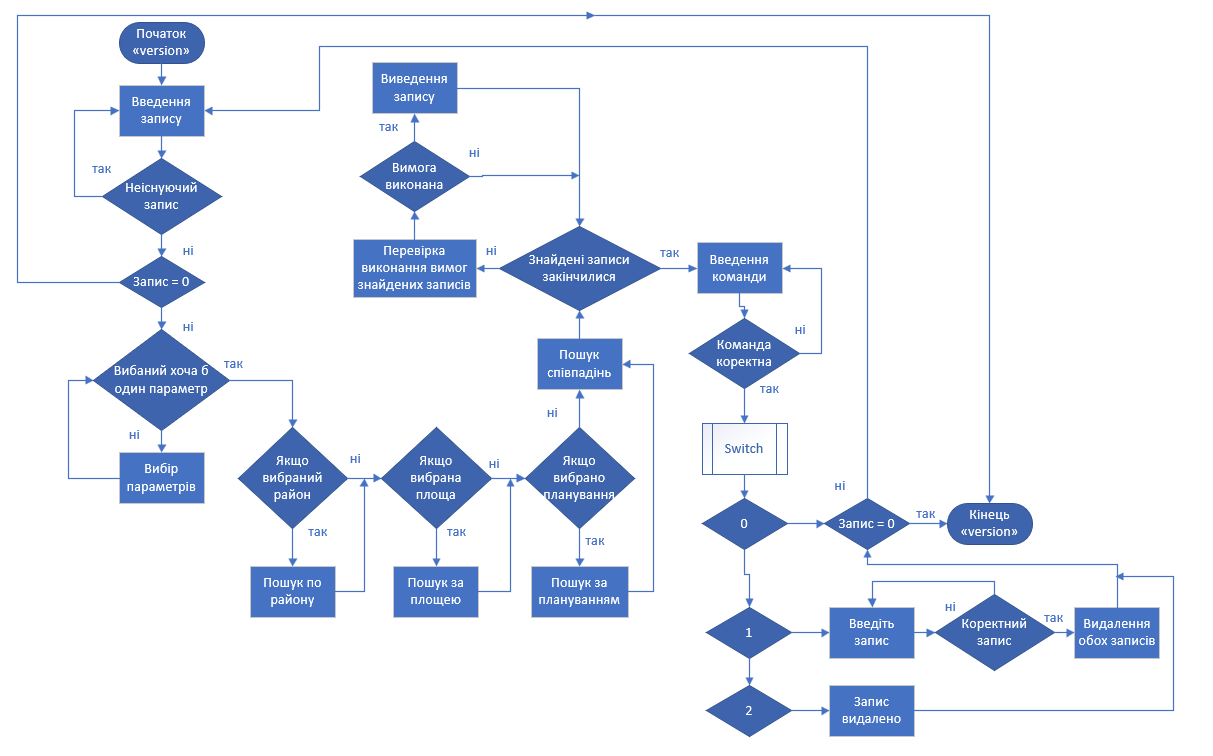 Початок
«version»
Введення
запису
так
Неіснуючий
запис
ні
Запис = 0
ні
Вибаний хоча б
один параметр
так
ні
Вибір
параметрів
Виведення
запису
так
ні
Вимога
виконана
Перевірка
виконання вимог
знайдених записів
ні
Знайдені записи
закінчилися
так
Введення
команди
ні
Команда
коректна
так
Пошук
співпадінь
ні
Якщо
вибраний
район
ні
так
Пошук по
району
Якщо
вибрана
площа
ні
так
Пошук за
площею
Якщо
вибрано
планування
так
Пошук за
плануванням
Switch
0
ні
Запис = 0
так
Кінець
«version»
1
Введіть
запис
ні
Коректний
запис
так
Видалення
обох записів
2
Запис
видалено